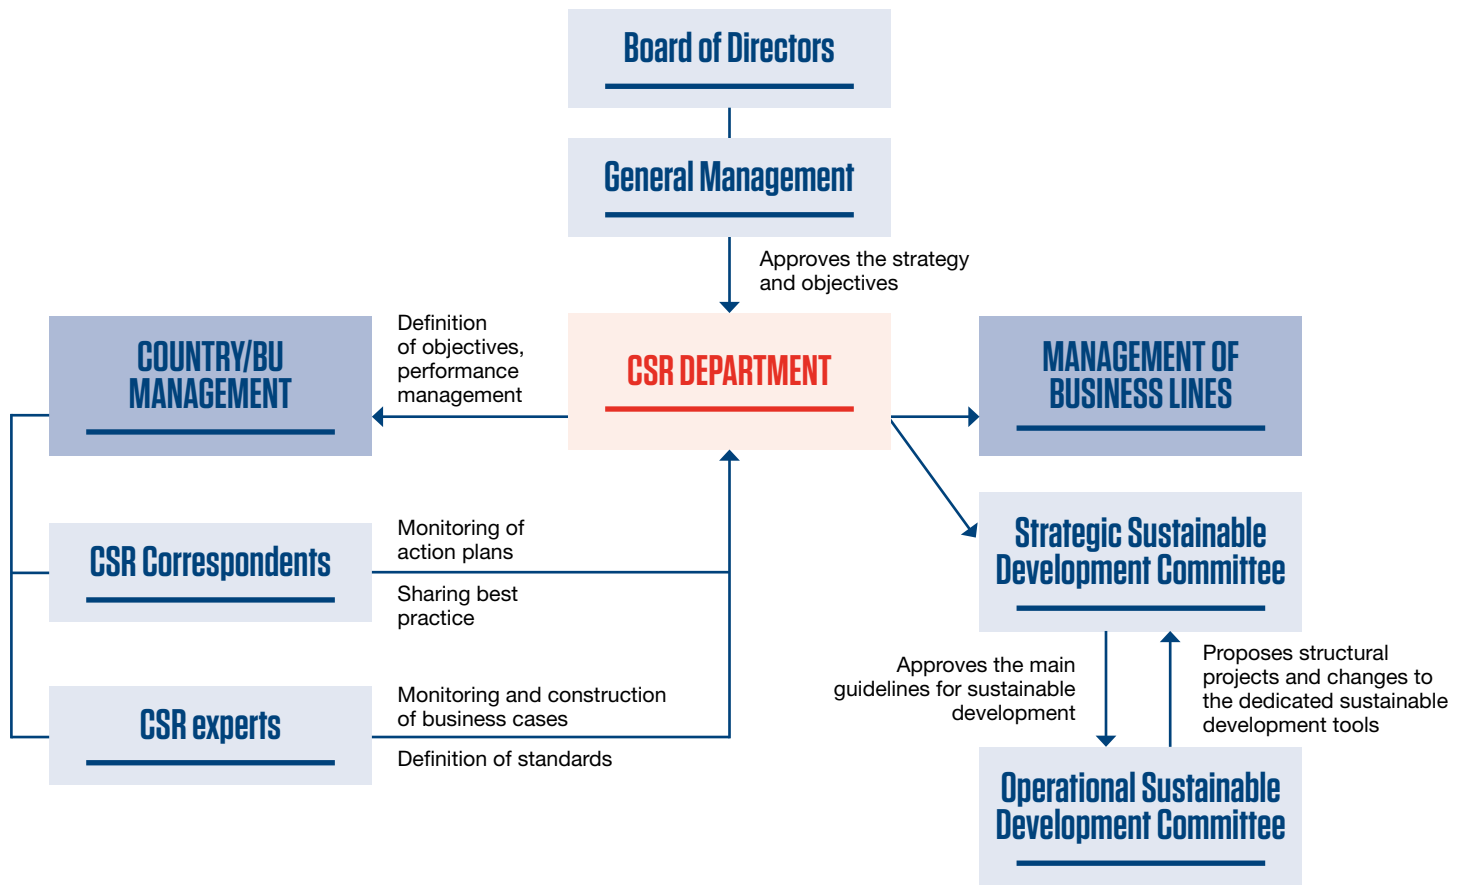 Board of Directors
General Management
Approves the strategy
and objectives
COUNTRY/BU
MANAGEMENT
Definition
of objectives,
performance
management
CSR DEPARTMENT
MANAGEMENT OF
BUSINESS LINES
CSR Correspondents
Monitoring of
action plans
Sharing best
practice
Strategic Sustainable
Development Committee
CSR experts
Monitoring and construction
of business cases
Definition of standards
Approves the main
guidelines for sustainable
development
Proposes structural
projects and changes to
the dedicated sustainable
development tools
Operational Sustainable
Development Committee